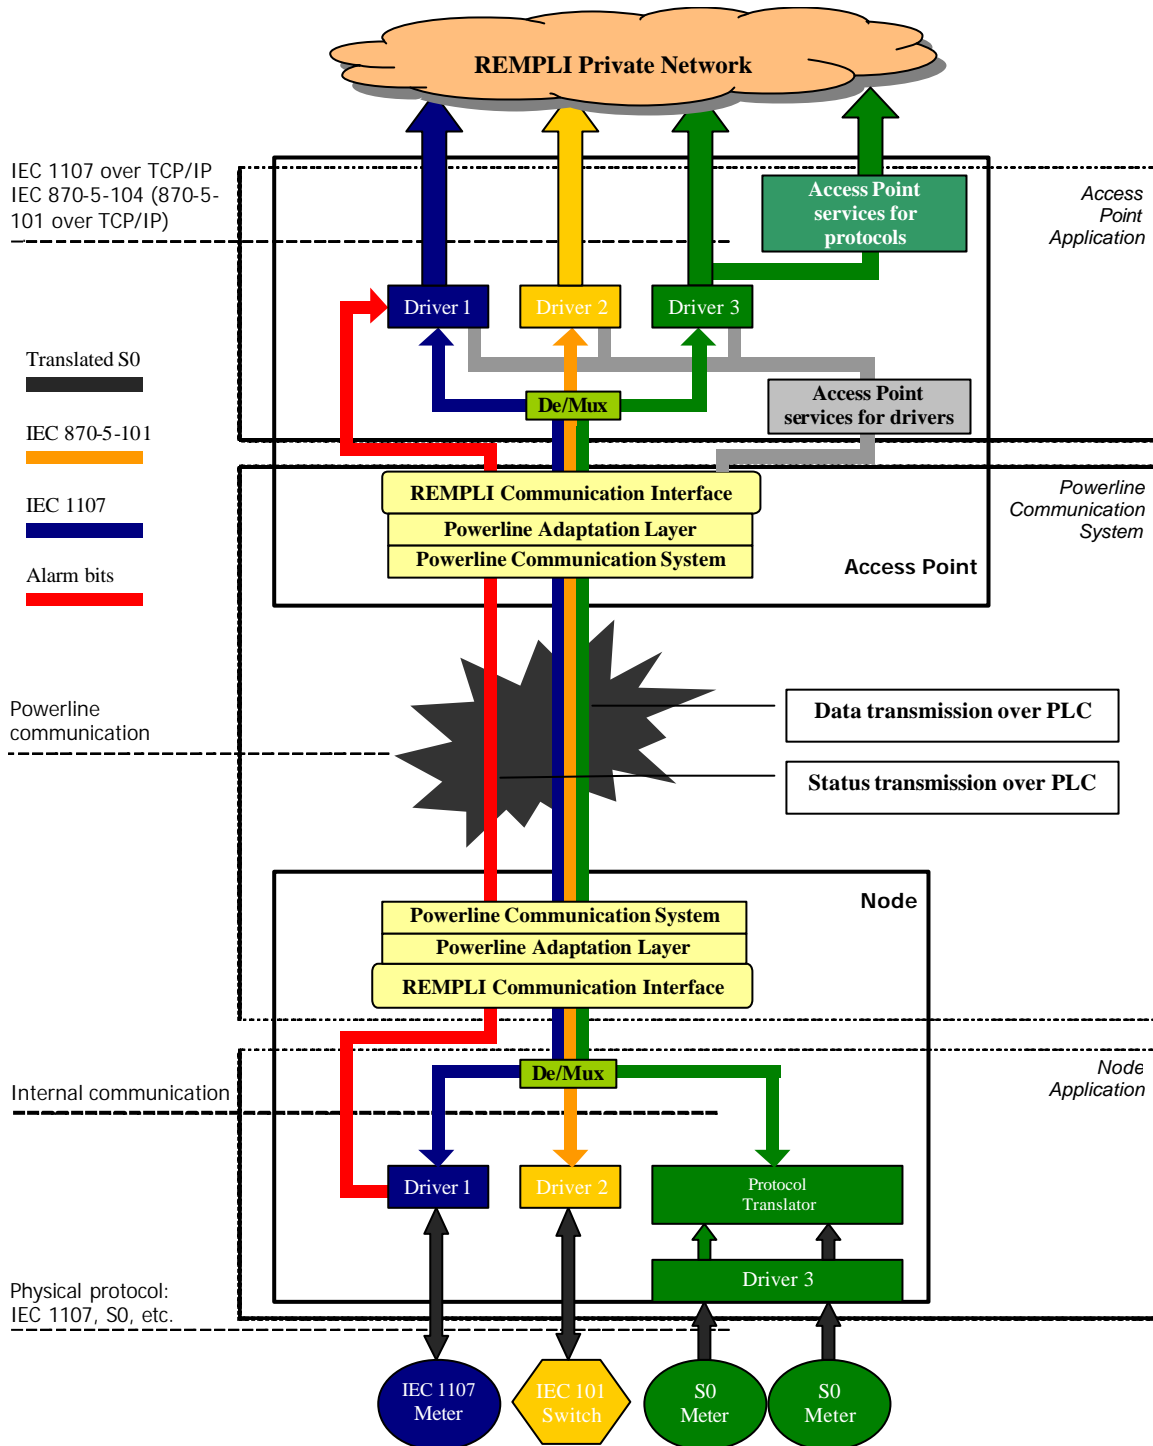 REMPLI Private Network
IEC 1107 over TCP/IP
IEC 870-5-104 (870-5-
101 over TCP/IP)
Access Point
services for
protocols
Access
Point
Application
Driver 1
Driver 2
Driver 3
Translated S0
IEC 870-5-101
IEC 1107
Alarm bits
De/Mux
Access Point
services for drivers
REMPLI Communication Interface
Powerline Adaptation Layer
Powerline Communication System
Powerline
Communication
System
Access Point
Powerline
communication
Data transmission over PLC
Status transmission over PLC
Node
Powerline Communication System
Powerline Adaptation Layer
REMPLI Communication Interface
Internal communication
De/Mux
Node
Application
Driver 1
Driver 2
Protocol
Translator
Driver 3
Physical protocol:
IEC 1107, S0, etc.
IEC 1107
Meter
IEC 101
Switch
S0
Meter
S0
Meter